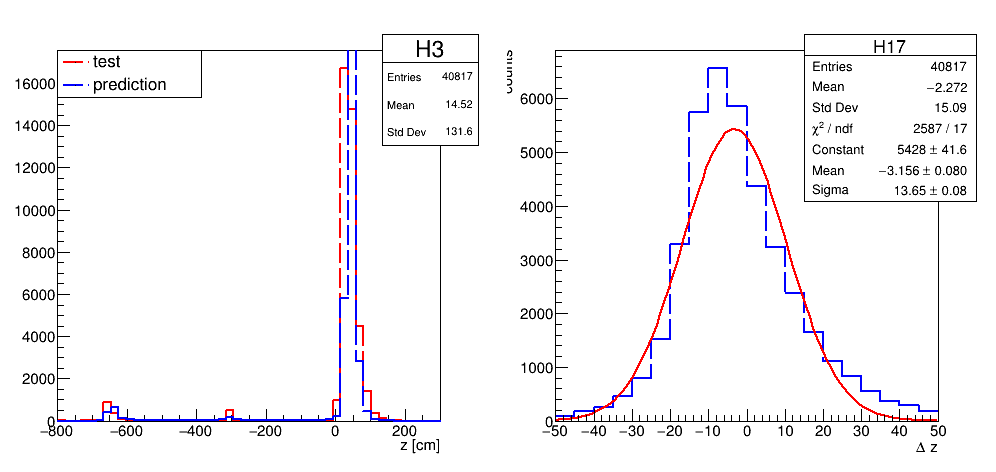 H3
test
prediction
Entries 40817
Mean 14.52
Std Dev 131.6
16000
14000
12000
10000
8000
6000
4000
2000
0
−800 −600 −400 −200 0 200
z [cm]
H17
counts
Entries 40817
Mean −2.272
Std Dev 15.09
χ² / ndf 2587 / 17
Constant 5428 ± 41.6
Mean −3.156 ± 0.080
Sigma 13.65 ± 0.08
6000
5000
4000
3000
2000
1000
0
−50 −40 −30 −20 −10 0 10 20 30 40 50
Δ z